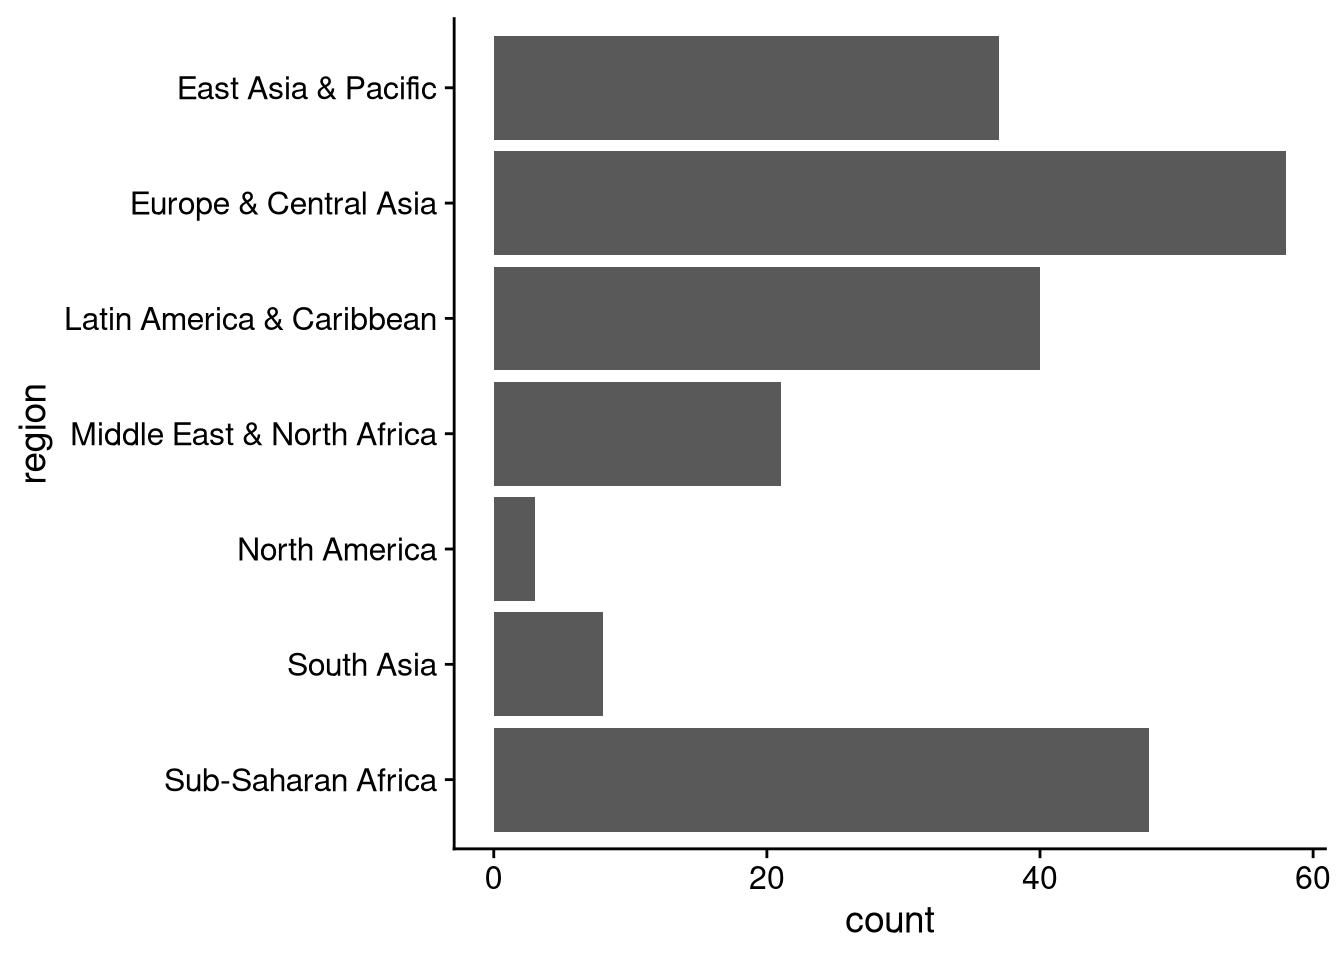 East Asia & Pacific
Europe & Central Asia
Latin America & Caribbean
Middle East & North Africa
North America
South Asia
Sub-Saharan Africa
region
0 20 40 60
count